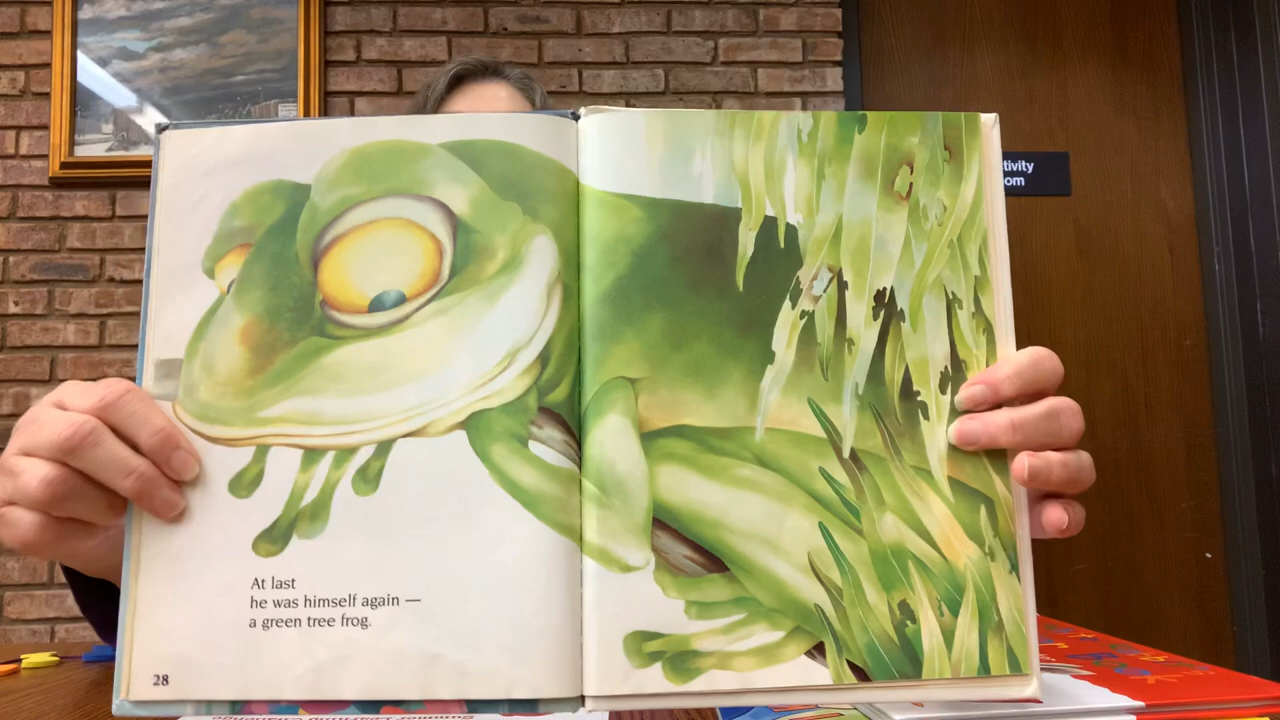 At last
he was himself again —
a green tree frog.
28
tivity
om